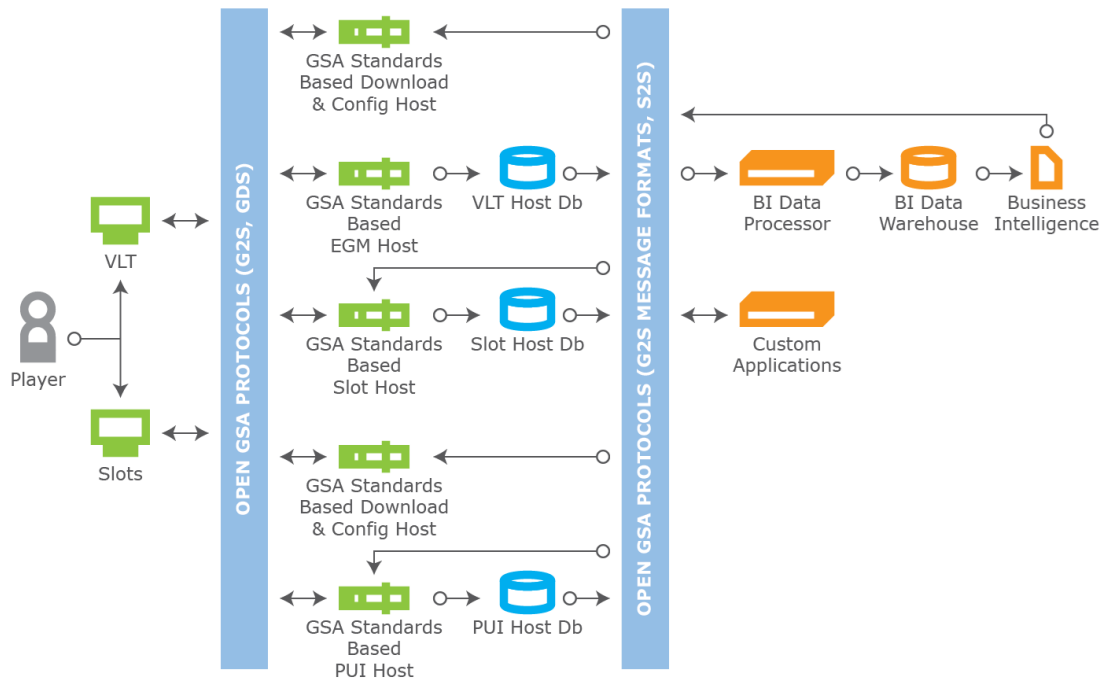 GSA Standards
Based Download
& Config Host
GSA Standards
Based
EGM Host
VLT Host Db
BI Data
Processor
BI Data
Warehouse
Business
Intelligence
VLT
Player
Slots
OPEN GSA PROTOCOLS (G2S, GDS)
GSA Standards
Based
Slot Host
Slot Host Db
OPEN GSA PROTOCOLS (G2S MESSAGE FORMATS, S2S)
Custom
Applications
GSA Standards
Based Download
& Config Host
GSA Standards
Based
PUI Host
PUI Host Db